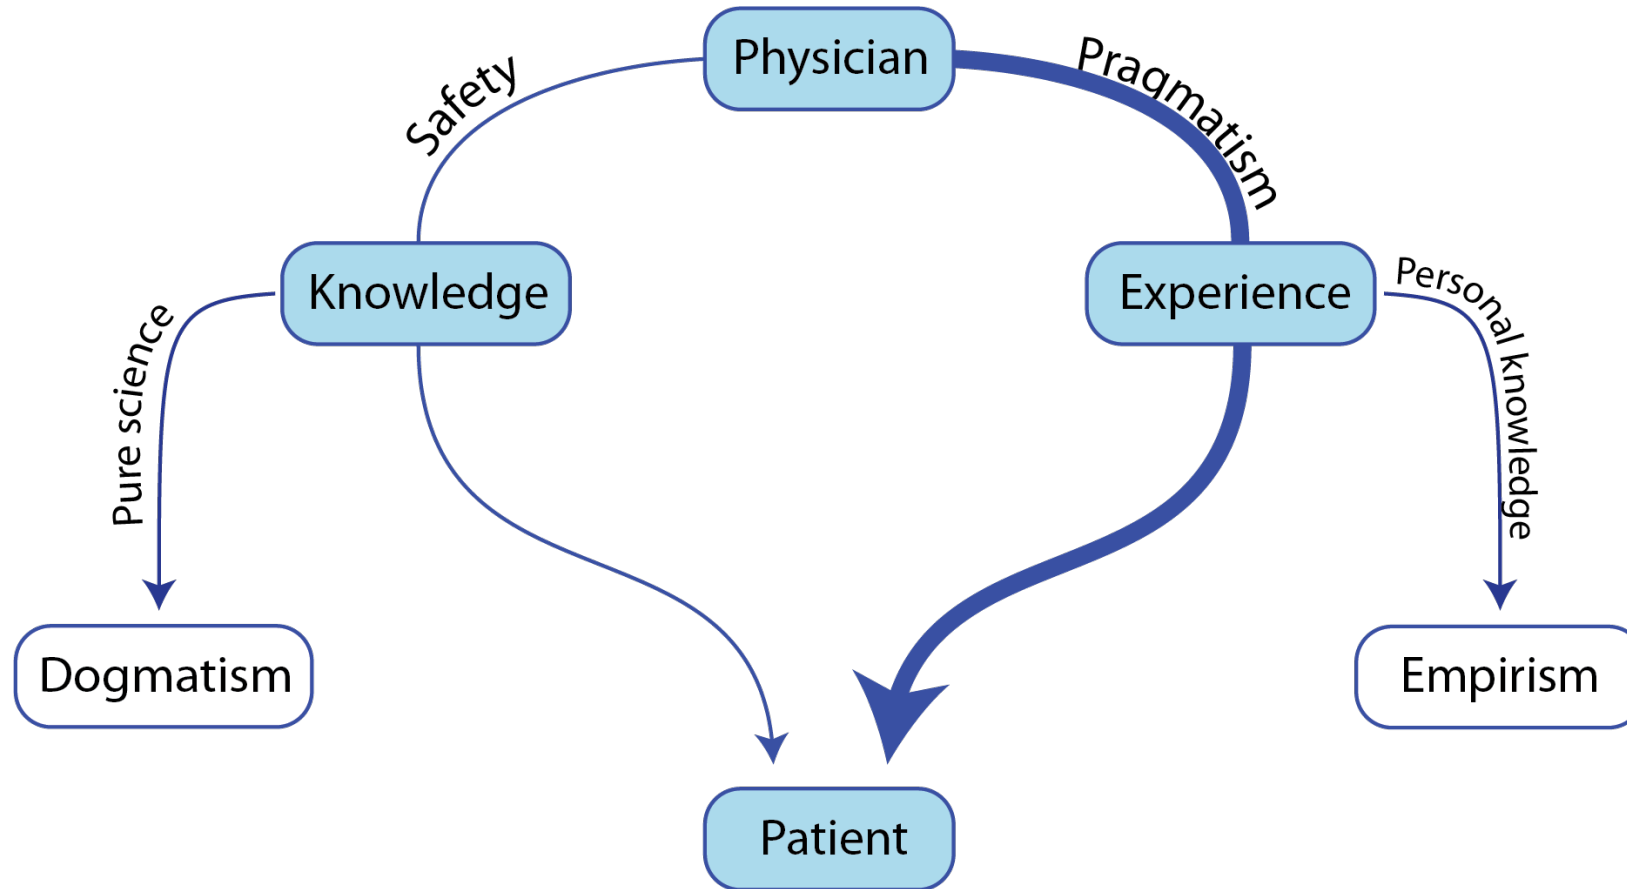 Physician
Safety
Pragmatism
Knowledge
Experience
Pure science
Personal knowledge
Dogmatism
Empirism
Patient